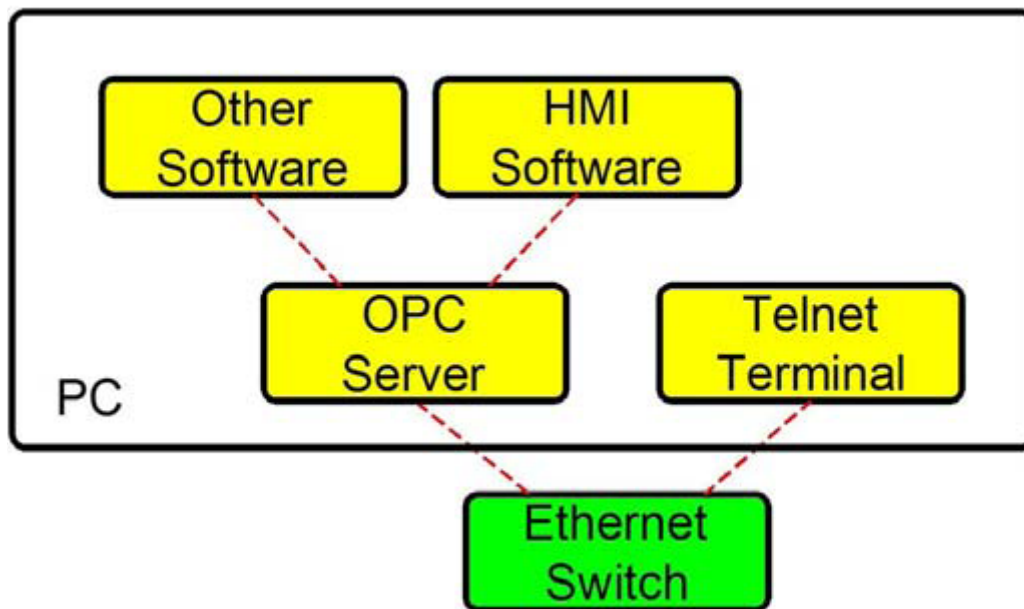 Other
Software
HMI
Software
OPC
Server
Telnet
Terminal
PC
Ethernet
Switch